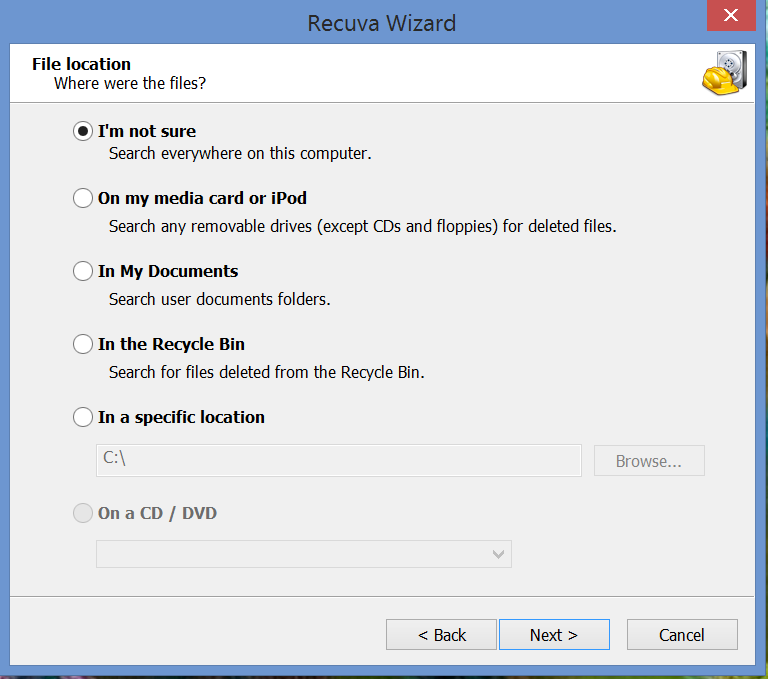 Recuva Wizard
File location
Where were the files?
I'm not sure
Search everywhere on this computer.
On my media card or iPod
Search any removable drives (except CDs and floppies) for deleted files.
In My Documents
Search user documents folders.
In the Recycle Bin
Search for files deleted from the Recycle Bin.
In a specific location
C:\
Browse...
On a CD / DVD
< Back
Next >
Cancel